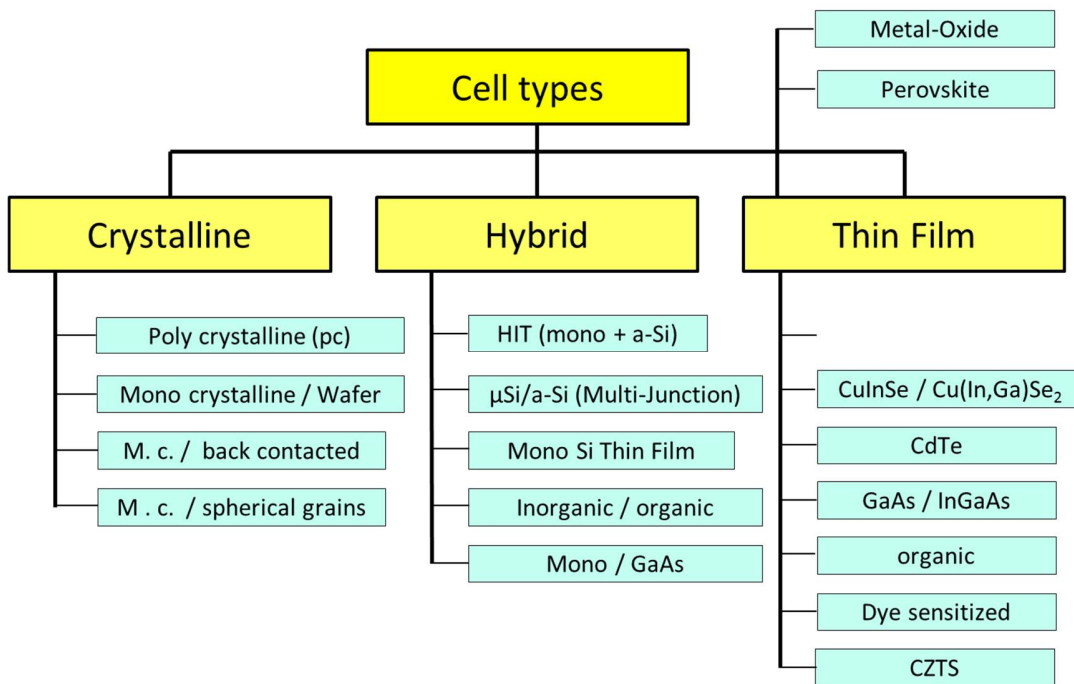 Metal-Oxide
Cell types
Perovskite
Crystalline
Hybrid
Thin Film
Poly crystalline (pc)
Mono crystalline / Wafer
M. c. /  back contacted
M . c.  / spherical grains
HIT (mono + a-Si)
µSi/a-Si (Multi-Junction)
Mono Si Thin Film
Inorganic / organic
Mono / GaAs
CuInSe / Cu(In,Ga)Se₂
CdTe
GaAs / InGaAs
organic
Dye sensitized
CZTS